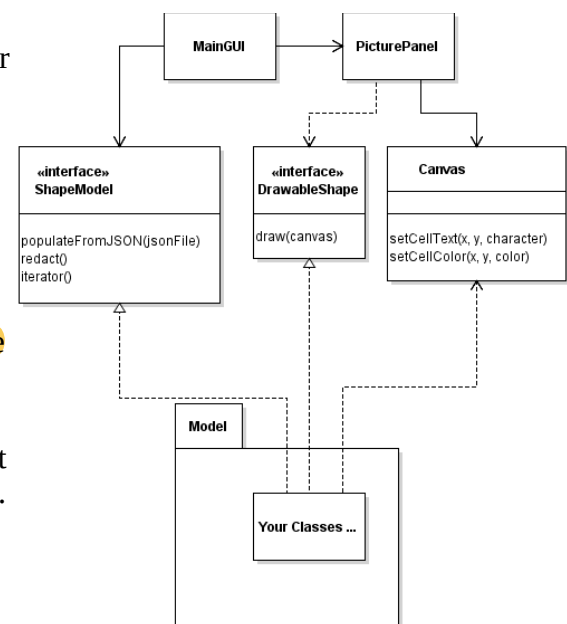 MainGUI
PicturePanel
r
«interface»
ShapeModel
populateFromJSON(jsonFile)
redact()
iterator()
«interface»
DrawableShape
draw(canvas)
Canvas
setCellText(x, y, character)
setCellColor(x, y, color)
e
t
.
Model
Your Classes ...